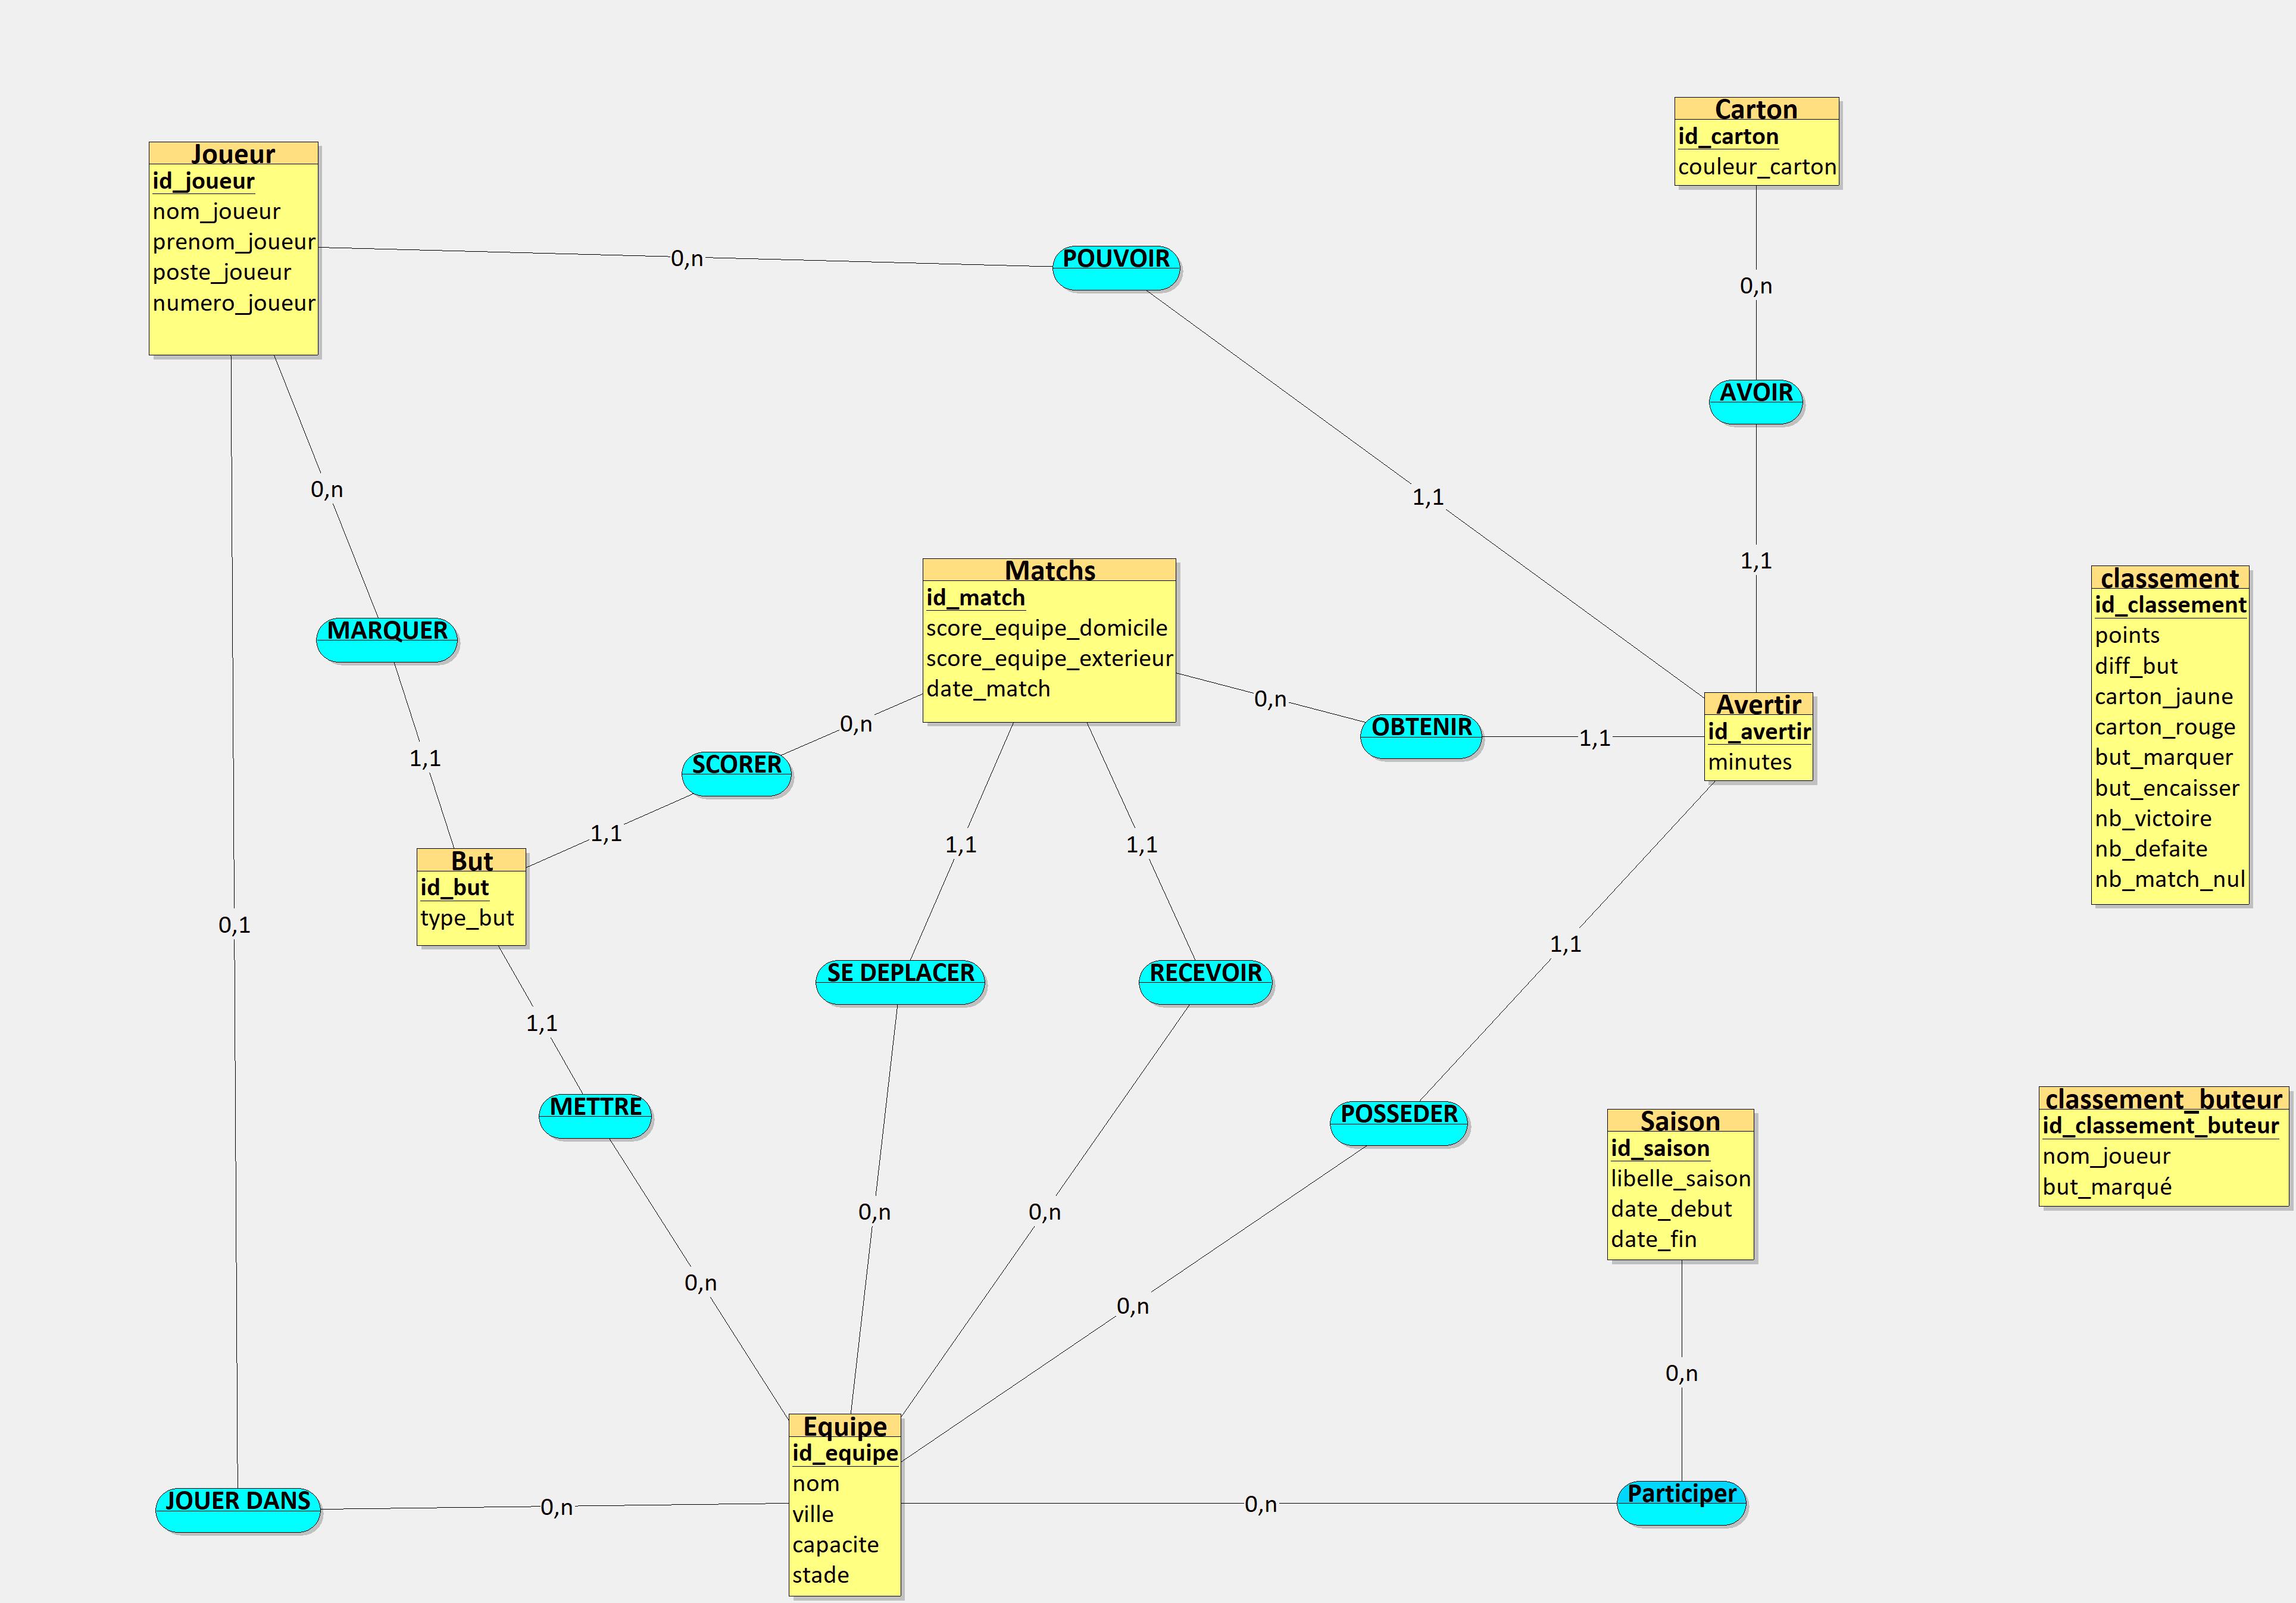 Carton
id_carton
couleur_carton
Joueur
id_joueur
nom_joueur
prenom_joueur
poste_joueur
numero_joueur
0,n
POUVOIR
0,n
AVOIR
0,n
1,1
1,1
Matchs
id_match
score_equipe_domicile
score_equipe_exterieur
date_match
classement
id_classement
points
diff_but
carton_jaune
carton_rouge
but_marquer
but_encaisser
nb_victoire
nb_defaite
nb_match_nul
MARQUER
0,n
OBTENIR
1,1
Avertir
id_avertir
minutes
0,n
SCORER
1,1
1,1
But
id_but
type_but
1,1
1,1
0,1
1,1
SE DEPLACER
RECEVOIR
1,1
METTRE
POSSEDER
Saison
id_saison
libelle_saison
date_debut
date_fin
classement_buteur
id_classement_buteur
nom_joueur
but_marqué
0,n
0,n
0,n
0,n
0,n
Equipe
id_equipe
nom
ville
capacite
stade
JOUER DANS
0,n
0,n
Participer